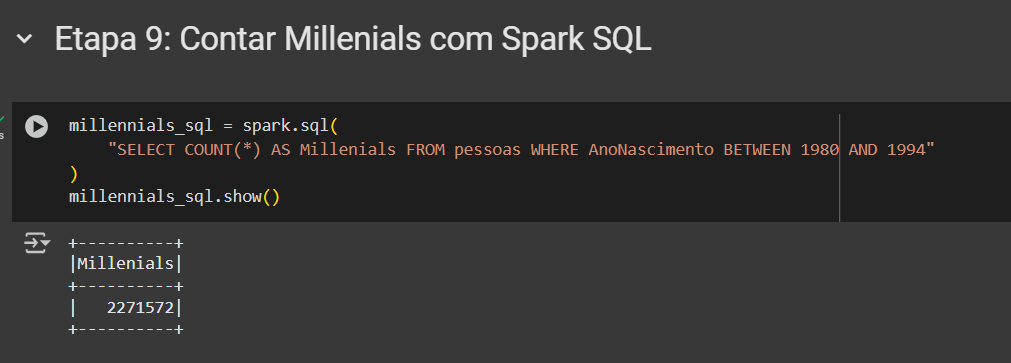 Etapa 9: Contar Millenials com Spark SQL
millennials_sql = spark.sql(
"SELECT COUNT(*) AS Millenials FROM pessoas WHERE AnoNascimento BETWEEN 1980 AND 1994"
)
millennials_sql.show()
s
+----------+
|Millenials|
+----------+
|   2271572|
+----------+